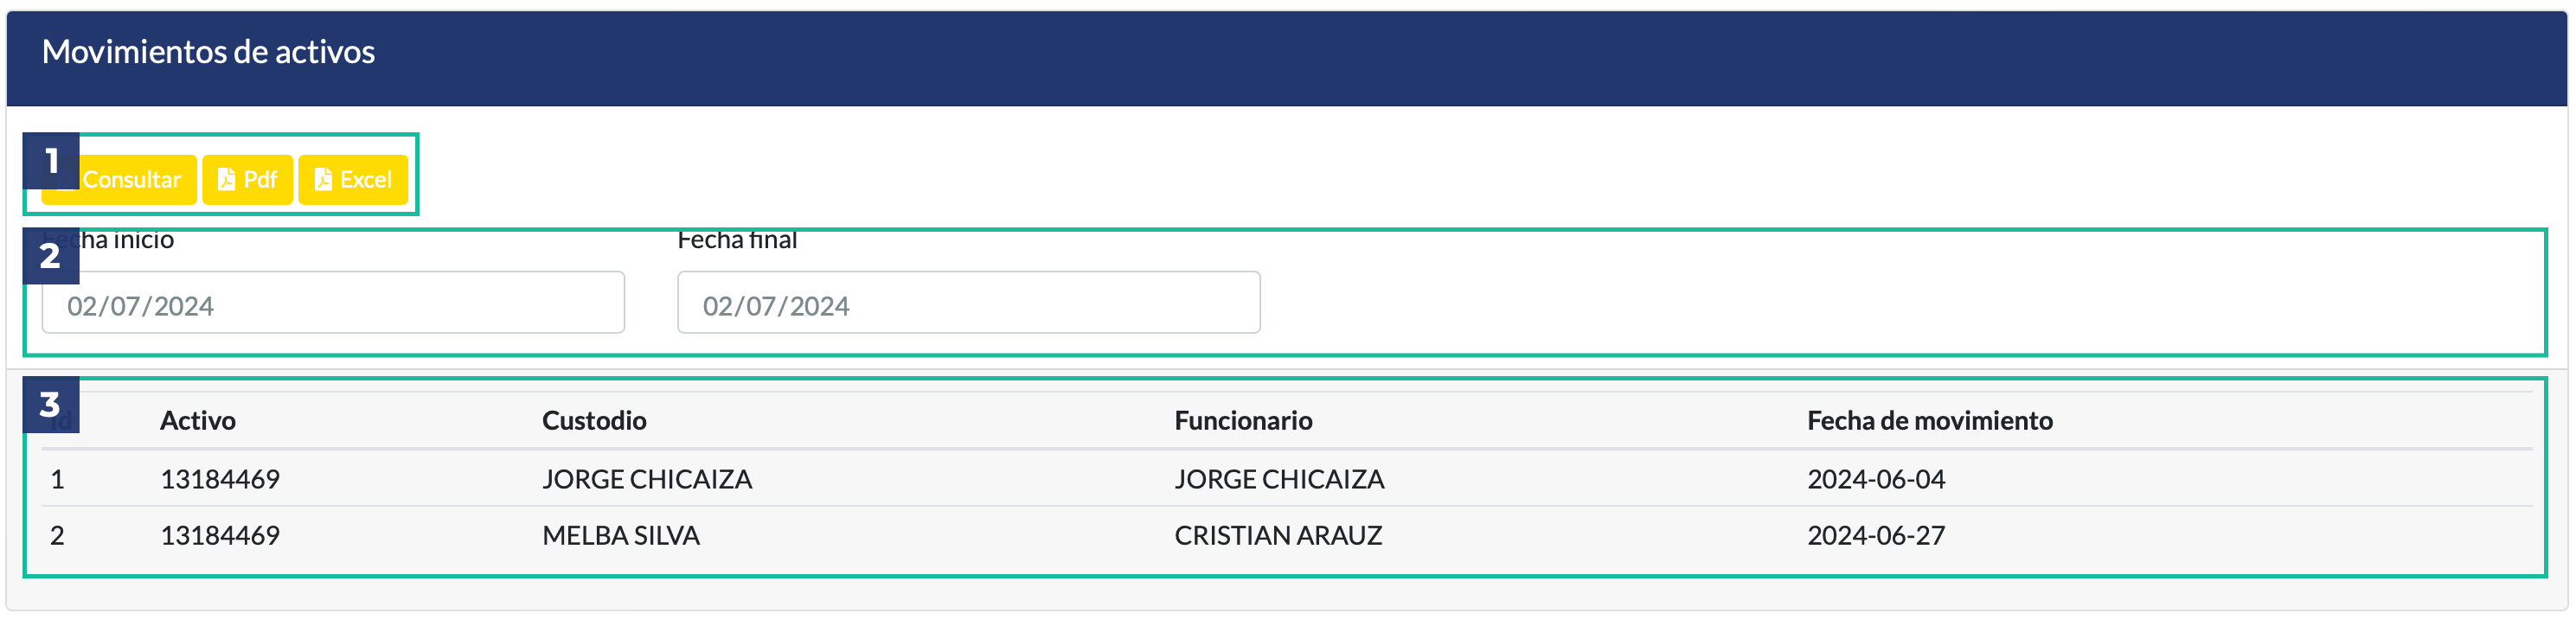 Movimientos de activos
1
Consultar Pdf Excel
2
Fecha inicio Fecha final
02/07/2024 02/07/2024
3
Id Activo Custodio Funcionario Fecha de movimiento
1 13184469 JORGE CHICAIZA JORGE CHICAIZA 2024-06-04
2 13184469 MELBA SILVA CRISTIAN ARAUZ 2024-06-27